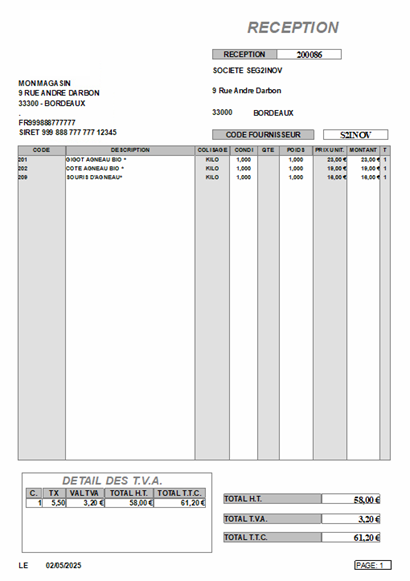 RECEPTION
RECEPTION 200086
SOCIETE SEG2INOV
MON MAGASIN
9 RUE ANDRE DARBON
33300 - BORDEAUX
.
FR999888777777
SIRET 999 888 777 777 12345
9 Rue Andre Darbon
33000 BORDEAUX
CODE FOURNISSEUR S2INOV
CODE DESCRIPTION COLISAGE CONDI QTE POIDS PRIX UNIT. MONTANT T
201 GIGOT AGNEAU BIO * KILO 1,000 1,000 23,00 € 23,00 € 1
202 COTE AGNEAU BIO * KILO 1,000 1,000 19,00 € 19,00 € 1
209 SOURIS D'AGNEAU* KILO 1,000 1,000 16,00 € 16,00 € 1
DETAIL DES T.V.A.
C. TX VAL TVA TOTAL H.T. TOTAL T.T.C.
1 5,50 3,20 € 58,00 € 61,20 €
TOTAL H.T. 58,00 €
TOTAL T.V.A. 3,20 €
TOTAL T.T.C. 61,20 €
LE 02/05/2025
PAGE: 1